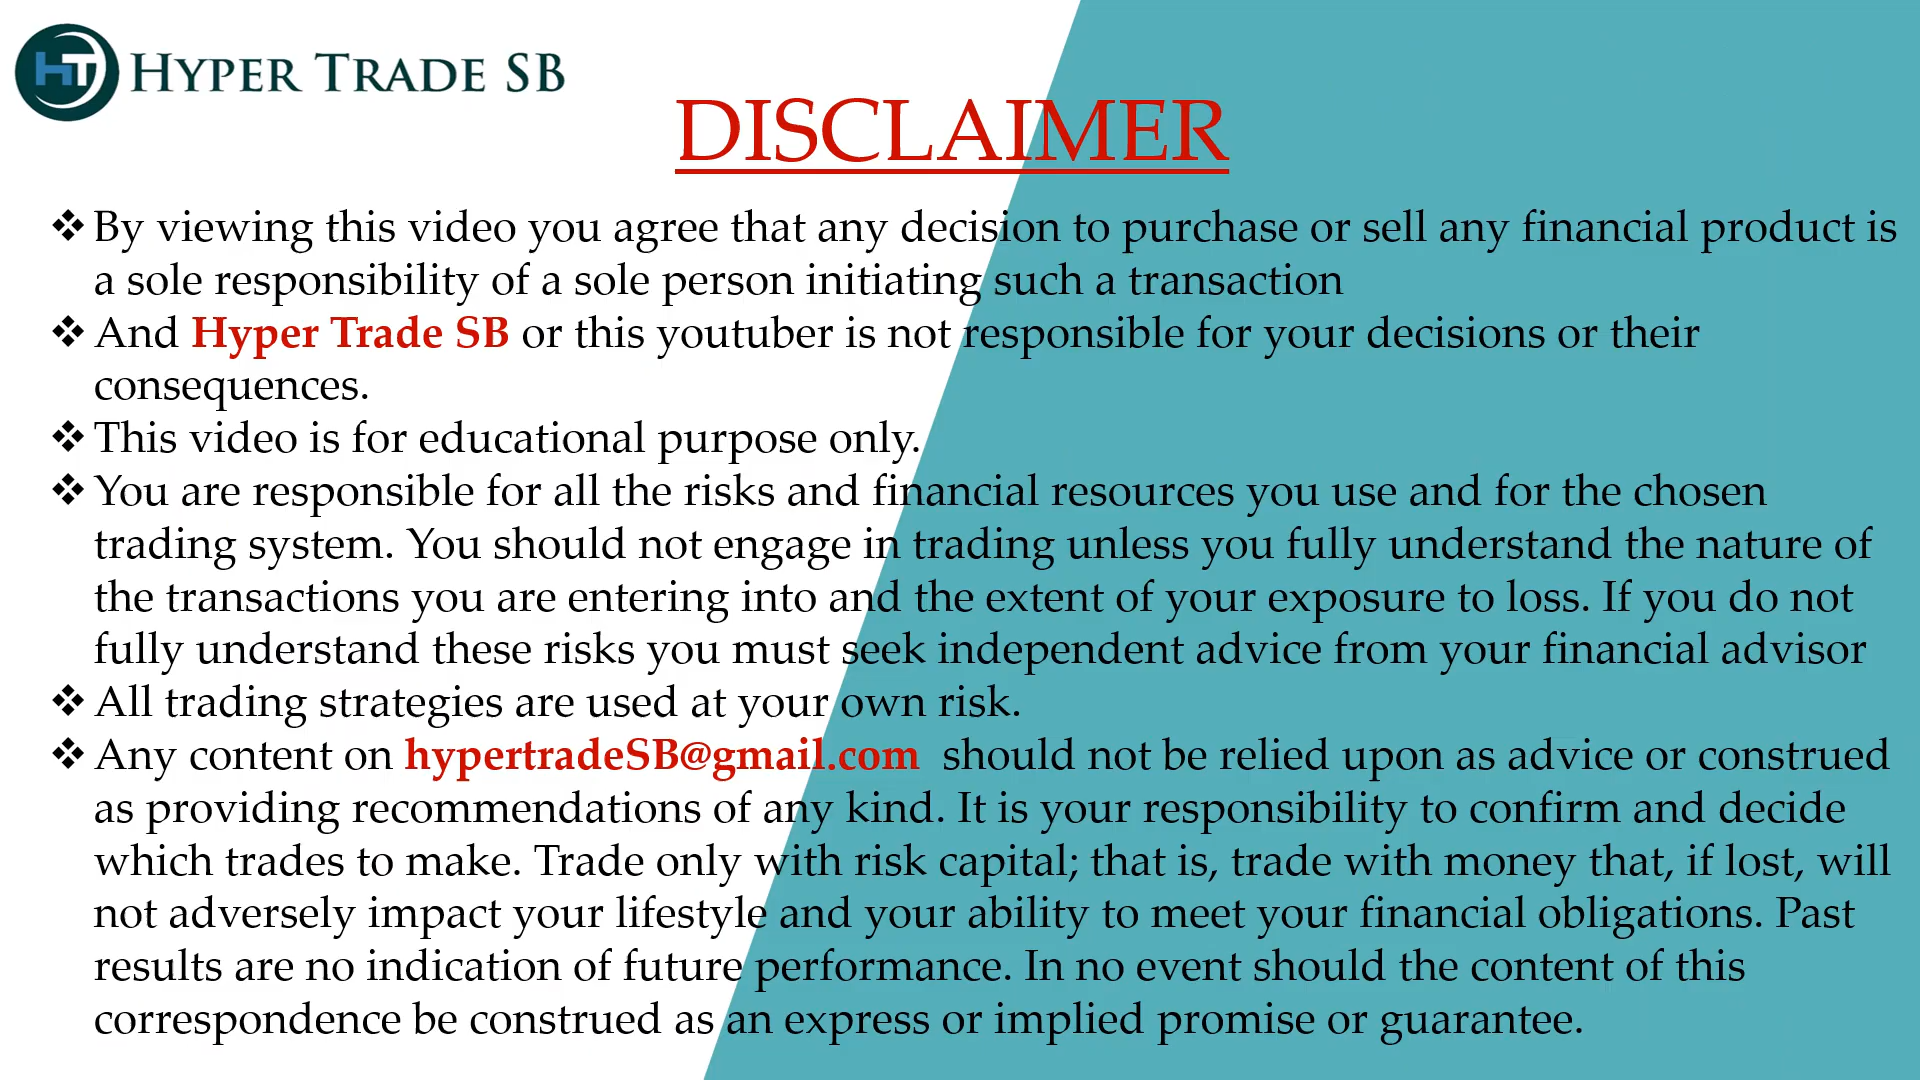 HT HYPER TRADE SB
DISCLAIMER
❖ By viewing this video you agree that any decision to purchase or sell any financial product is
a sole responsibility of a sole person initiating such a transaction
❖ And Hyper Trade SB or this youtuber is not responsible for your decisions or their
consequences.
❖ This video is for educational purpose only.
❖ You are responsible for all the risks and financial resources you use and for the chosen
trading system. You should not engage in trading unless you fully understand the nature of
the transactions you are entering into and the extent of your exposure to loss. If you do not
fully understand these risks you must seek independent advice from your financial advisor
❖ All trading strategies are used at your own risk.
❖ Any content on hypertradeSB@gmail.com should not be relied upon as advice or construed
as providing recommendations of any kind. It is your responsibility to confirm and decide
which trades to make. Trade only with risk capital; that is, trade with money that, if lost, will
not adversely impact your lifestyle and your ability to meet your financial obligations. Past
results are no indication of future performance. In no event should the content of this
correspondence be construed as an express or implied promise or guarantee.